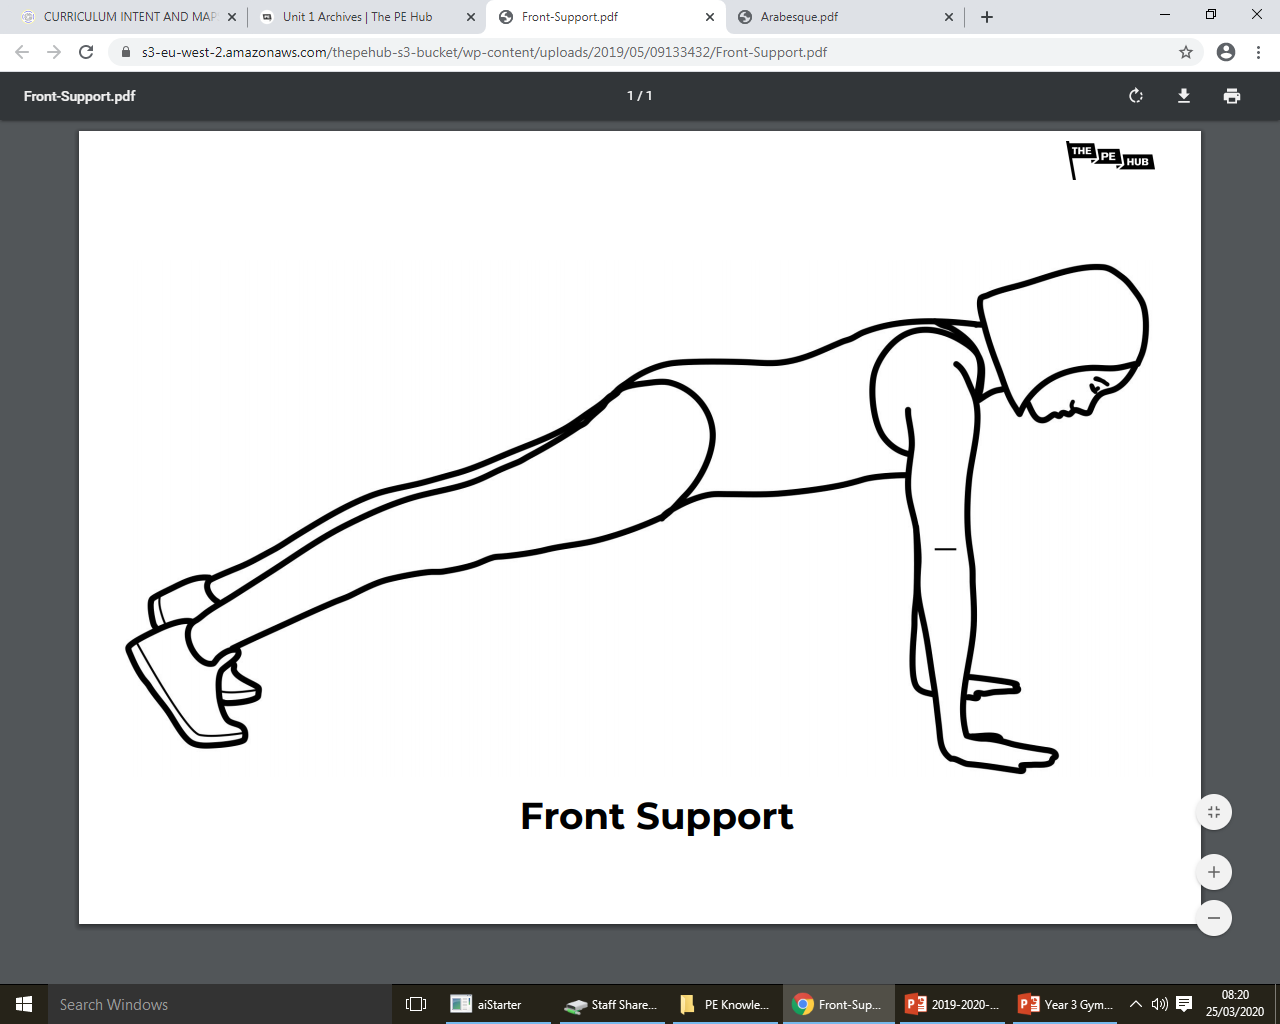 CURRICULUM INTENT AND MAP
Unit 1 Archives | The PE Hub
Front-Support.pdf
Arabesque.pdf
s3-eu-west-2.amazonaws.com/thepehub-s3-bucket/wp-content/uploads/2019/05/09133432/Front-Support.pdf
Front-Support.pdf
1 / 1
THE PE HUB
Front Support
Search Windows
aiStarter
Staff Share...
PE Knowle...
Front-Sup...
2019-2020-...
Year 3 Gym...
08:20
25/03/2020